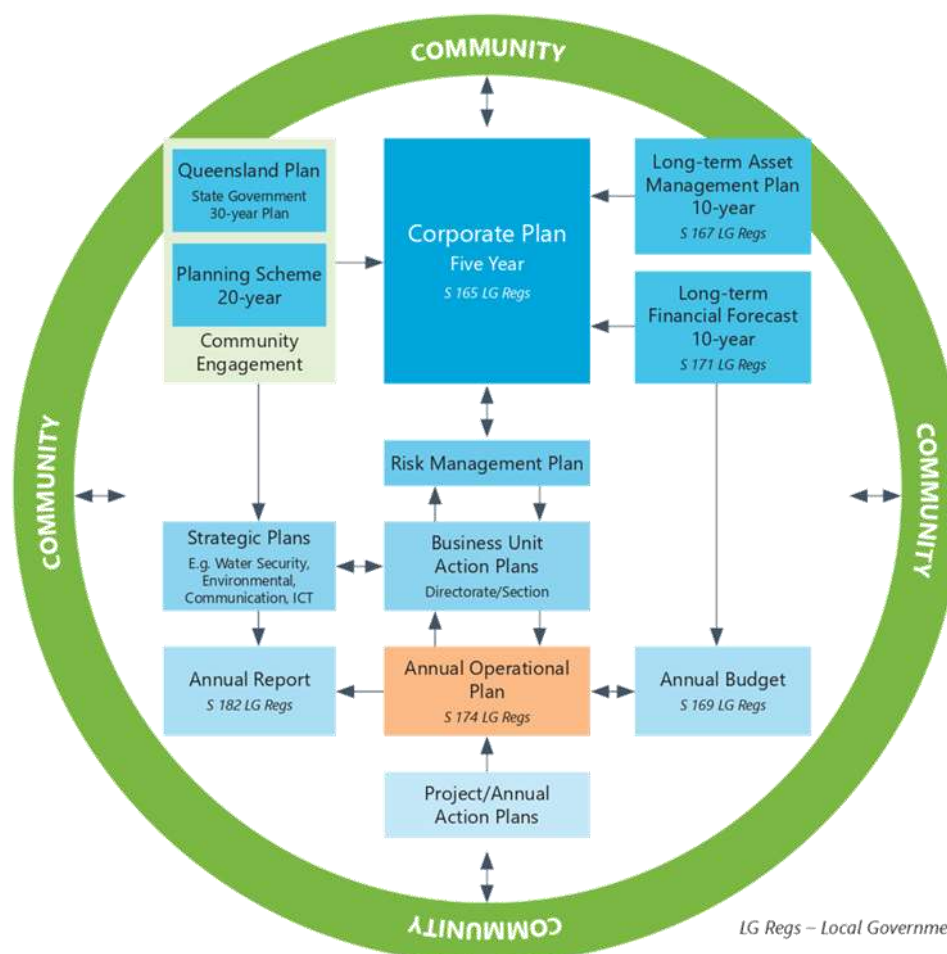 COMMUNITY
Queensland Plan
State Government
30-year Plan
Planning Scheme
20-year
Community
Engagement
Corporate Plan
Five Year
S 165 LG Regs
Long-term Asset
Management Plan
10-year
S 167 LG Regs
Long-term
Financial Forecast
10-year
S 171 LG Regs
COMMUNITY
COMMUNITY
Risk Management Plan
Strategic Plans
E.g. Water Security,
Environmental,
Communication, ICT
Business Unit
Action Plans
Directorate/Section
Annual Report
S 182 LG Regs
Annual Operational
Plan
S 174 LG Regs
Annual Budget
S 169 LG Regs
Project/Annual
Action Plans
COMMUNITY
LG Regs – Local Governme